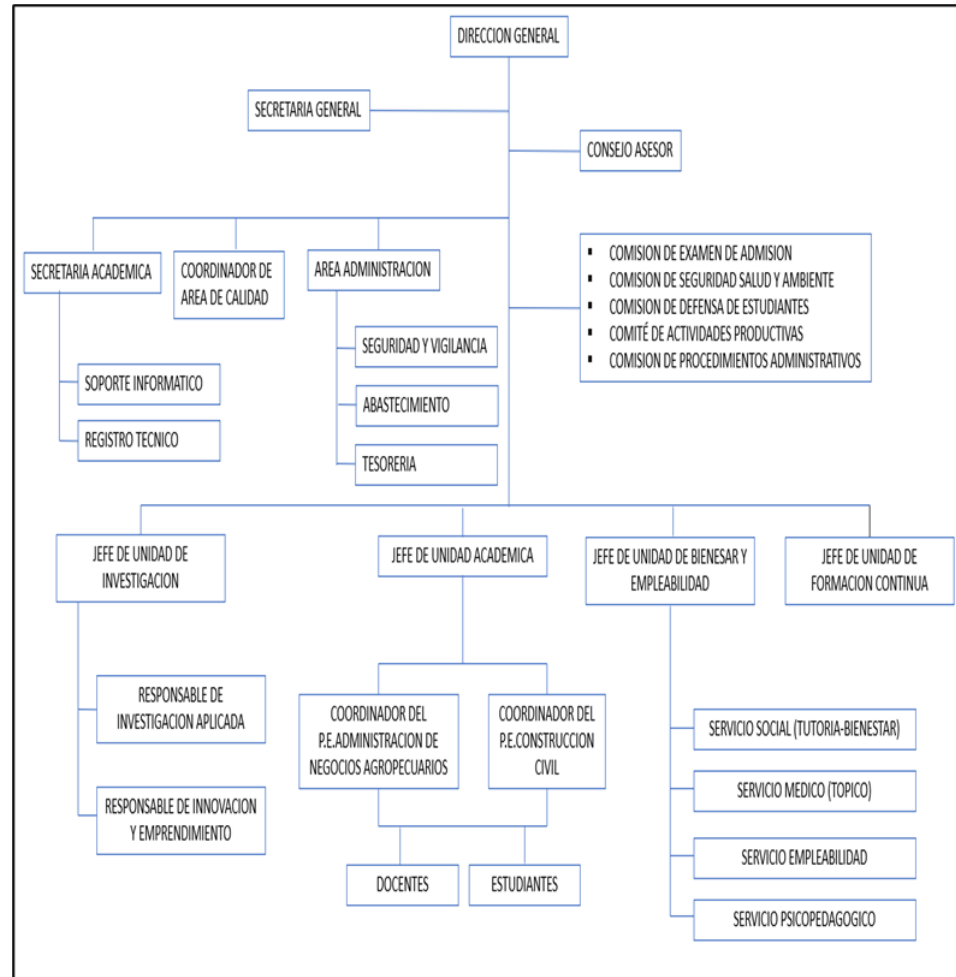 DIRECCION GENERAL
SECRETARIA GENERAL
CONSEJO ASESOR
SECRETARIA ACADEMICA
COORDINADOR DE
AREA DE CALIDAD
AREA ADMINISTRACION
▪ COMISION DE EXAMEN DE ADMISION
▪ COMISION DE SEGURIDAD SALUD Y AMBIENTE
▪ COMISION DE DEFENSA DE ESTUDIANTES
▪ COMITÉ DE ACTIVIDADES PRODUCTIVAS
▪ COMISION DE PROCEDIMIENTOS ADMINISTRATIVOS
SOPORTE INFORMATICO
REGISTRO TECNICO
SEGURIDAD Y VIGILANCIA
ABASTECIMIENTO
TESORERIA
JEFE DE UNIDAD DE
INVESTIGACION
JEFE DE UNIDAD ACADEMICA
JEFE DE UNIDAD DE BIENESAR Y
EMPLEABILIDAD
JEFE DE UNIDAD DE
FORMACION CONTINUA
RESPONSABLE DE
INVESTIGACION APLICADA
RESPONSABLE DE INNOVACION
Y EMPRENDIMIENTO
COORDINADOR DEL
P.E.ADMINISTRACION DE
NEGOCIOS AGROPECUARIOS
COORDINADOR DEL
P.E.CONSTRUCCION
CIVIL
DOCENTES
ESTUDIANTES
SERVICIO SOCIAL (TUTORIA-BIENESTAR)
SERVICIO MEDICO (TOPICO)
SERVICIO EMPLEABILIDAD
SERVICIO PSICOPEDAGOGICO